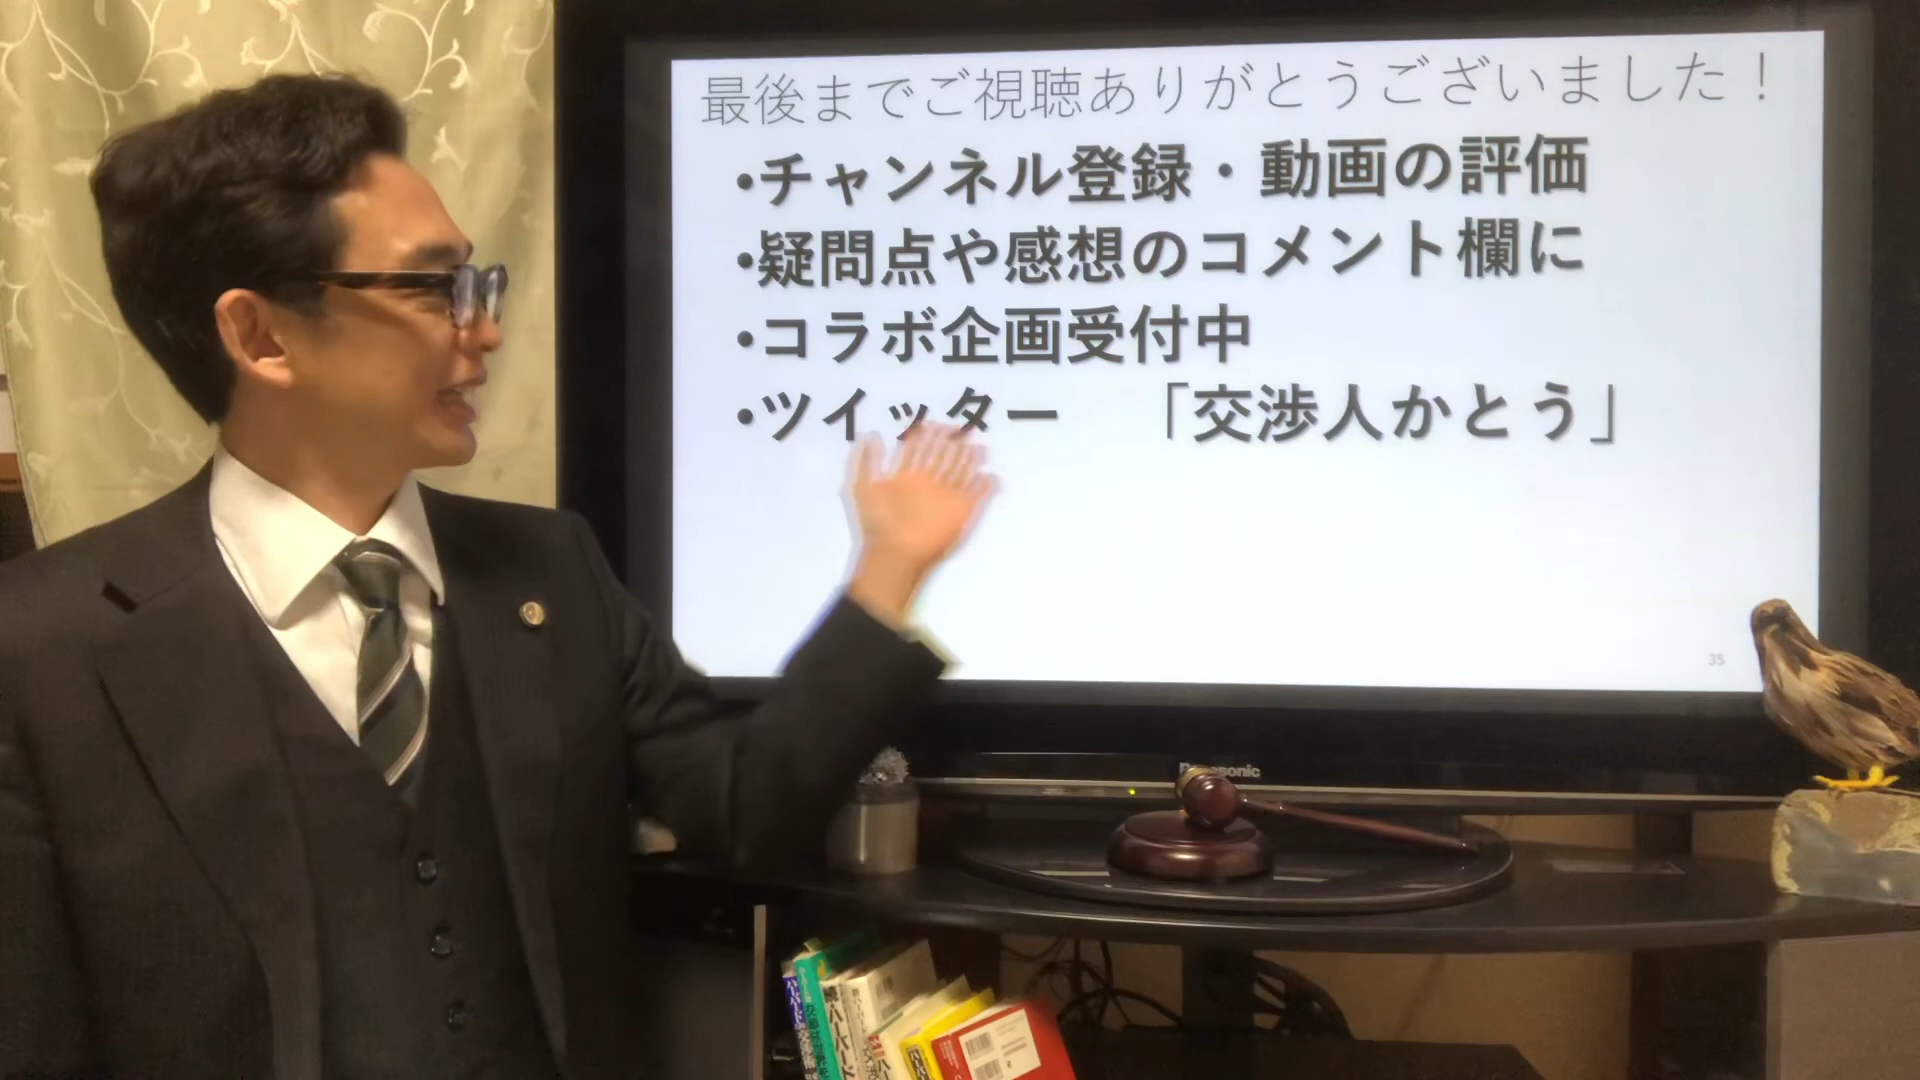 最後までご視聴ありがとうございました！
•チャンネル登録・動画の評価
•疑問点や感想のコメント欄に
•コラボ企画受付中
•ツイッター　「交渉人かとう」
35
Panasonic